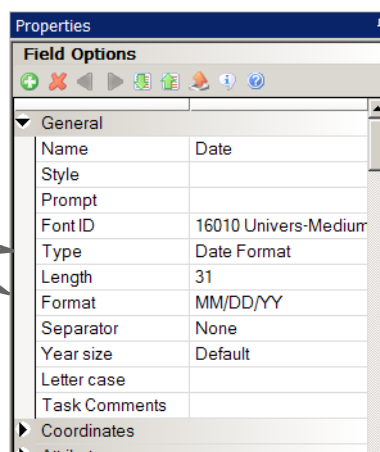 Properties
Field Options
General
Name Date
Style
Prompt
Font ID 16010 Univers-Medium
Type Date Format
Length 31
Format MM/DD/YY
Separator None
Year size Default
Letter case
Task Comments
Coordinates